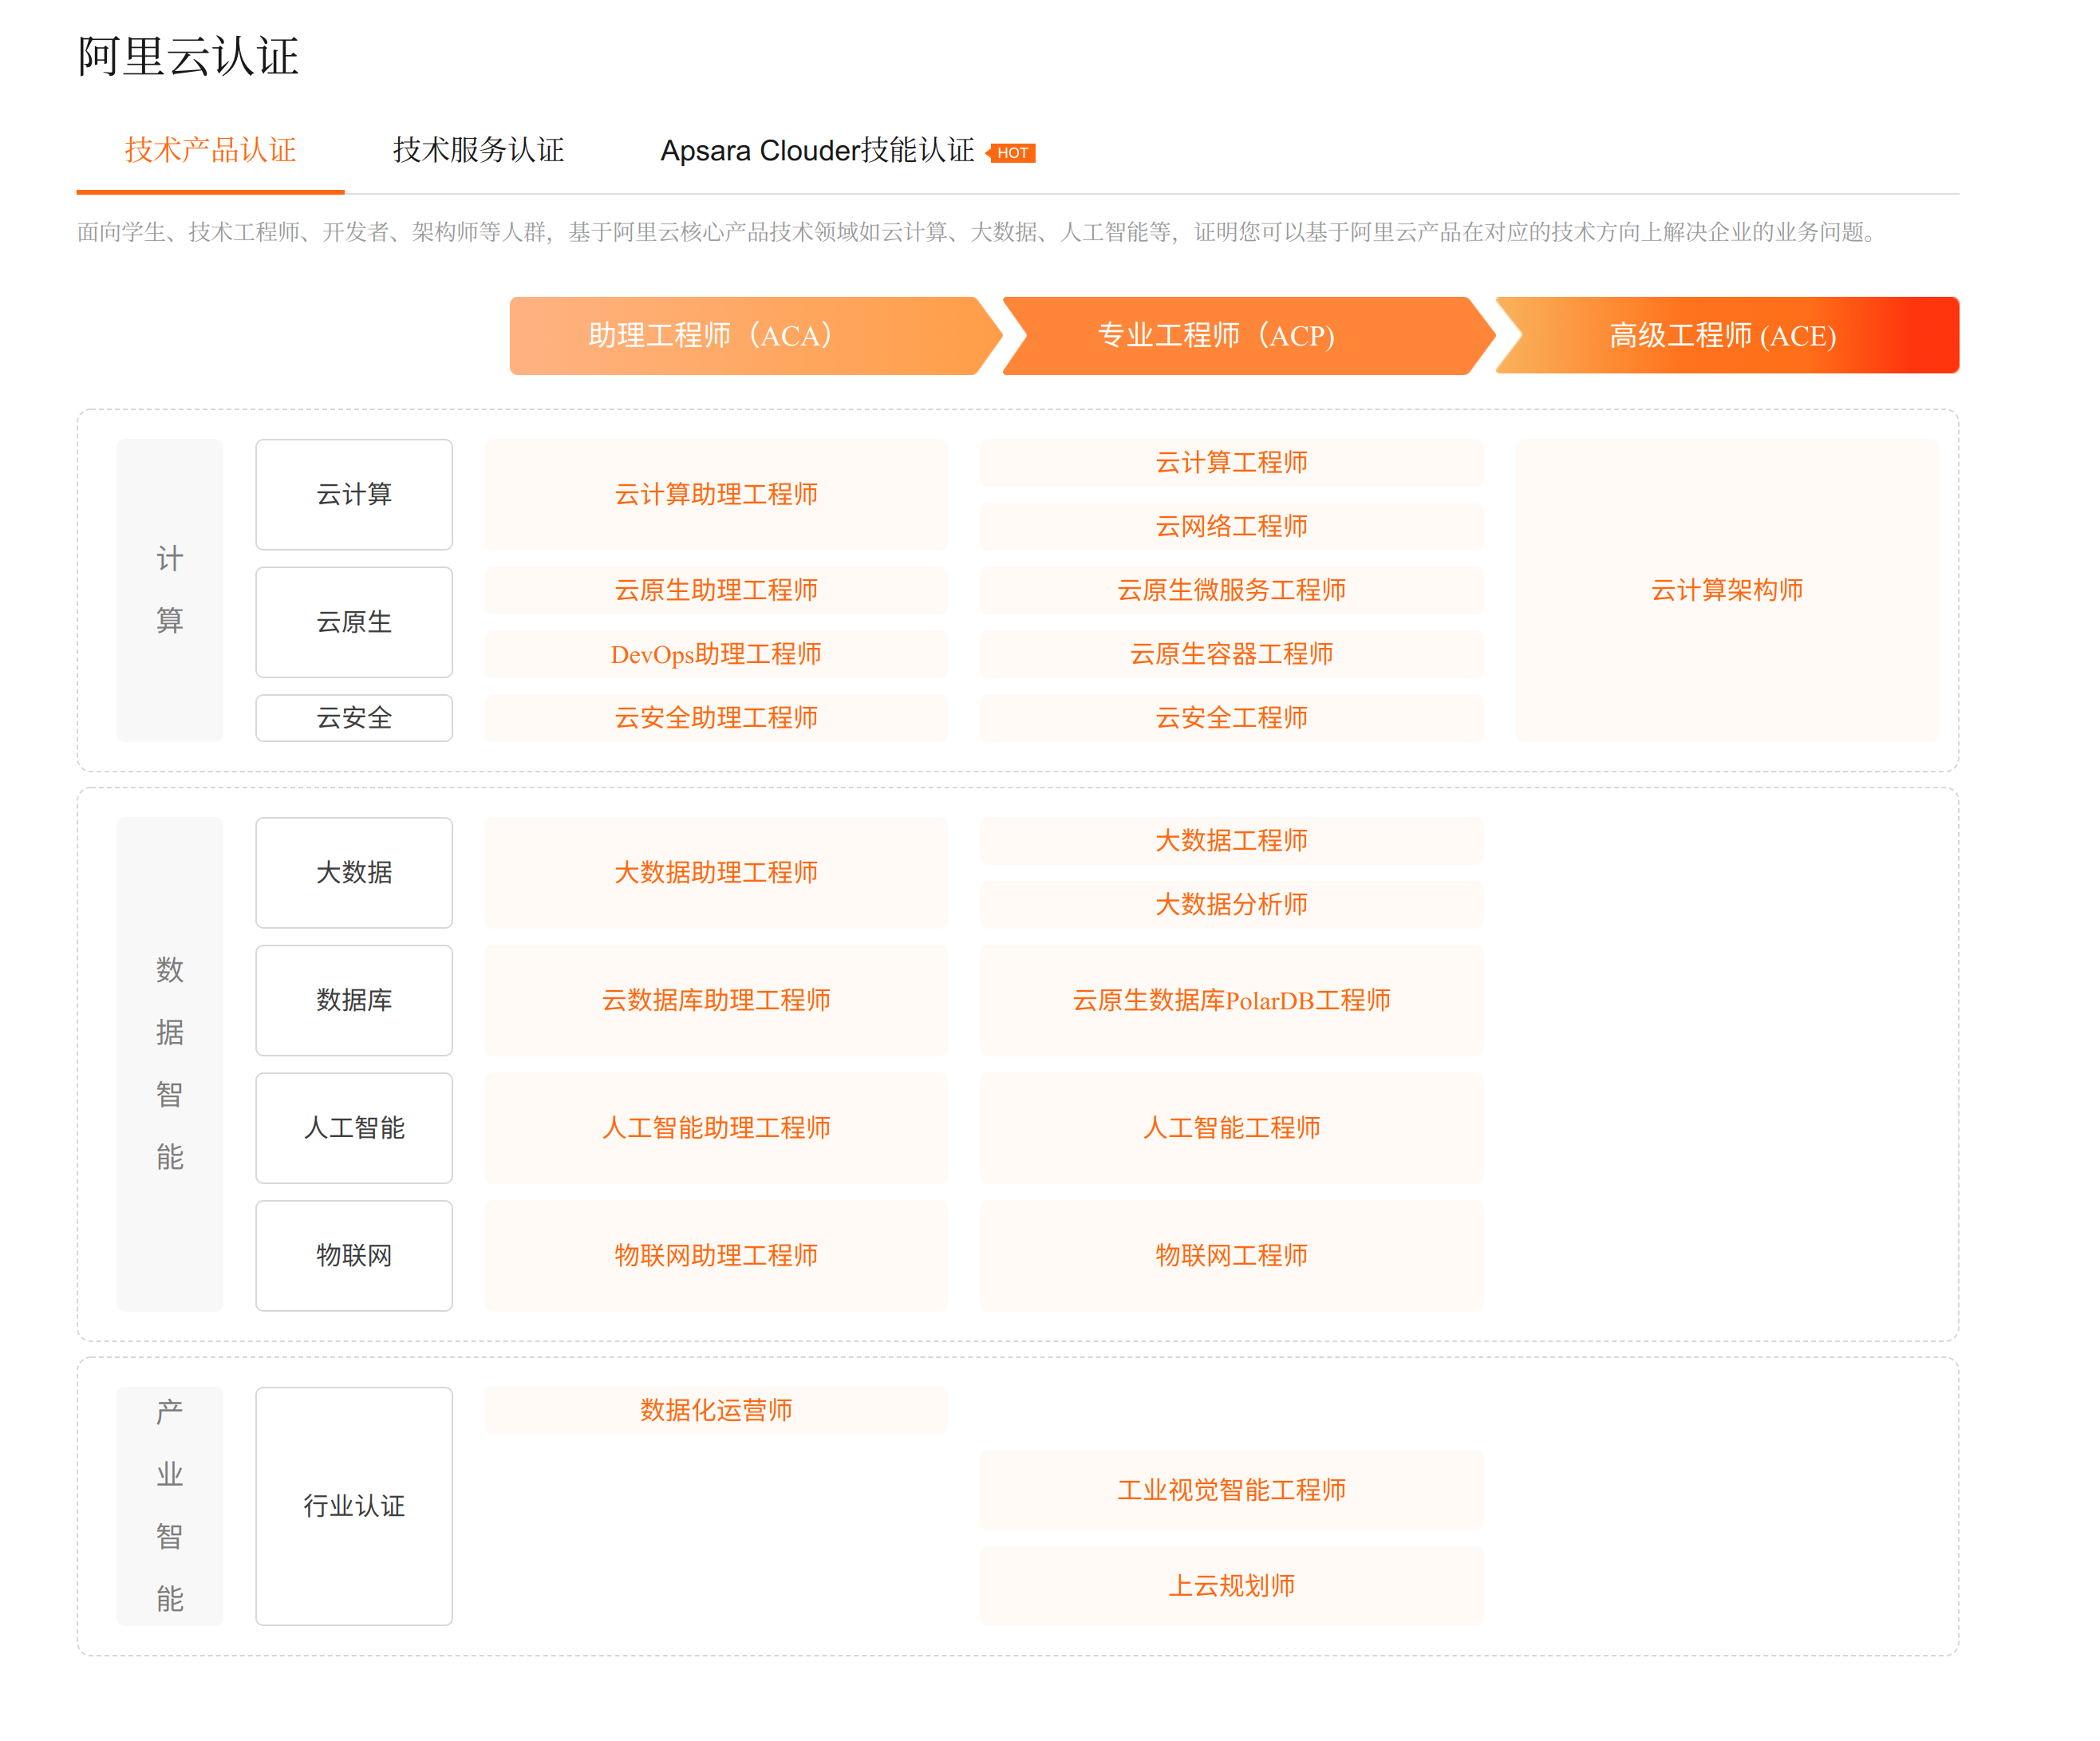 阿里云认证
技术产品认证
技术服务认证
Apsara Clouder技能认证 HOT
面向学生、技术工程师、开发者、架构师等人群，基于阿里云核心产品技术领域如云计算、大数据、人工智能等，证明您可以基于阿里云产品在对应的技术方向上解决企业的业务问题。
助理工程师（ACA）
专业工程师（ACP)
高级工程师 (ACE)
计算
云计算
云计算助理工程师
云计算工程师
云网络工程师
云原生
云原生助理工程师
云原生微服务工程师
DevOps助理工程师
云原生容器工程师
云安全
云安全助理工程师
云安全工程师
云计算架构师
数据智能
大数据
大数据助理工程师
大数据工程师
大数据分析师
数据库
云数据库助理工程师
云原生数据库PolarDB工程师
人工智能
人工智能助理工程师
人工智能工程师
物联网
物联网助理工程师
物联网工程师
产业智能
行业认证
数据化运营师
工业视觉智能工程师
上云规划师